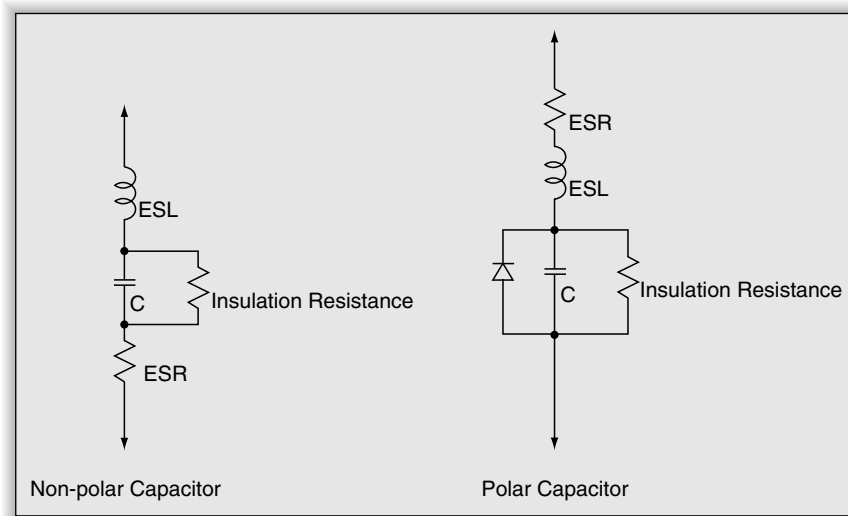 ESL
C
Insulation Resistance
ESR
Non-polar Capacitor
ESR
ESL
C
Insulation Resistance
Polar Capacitor